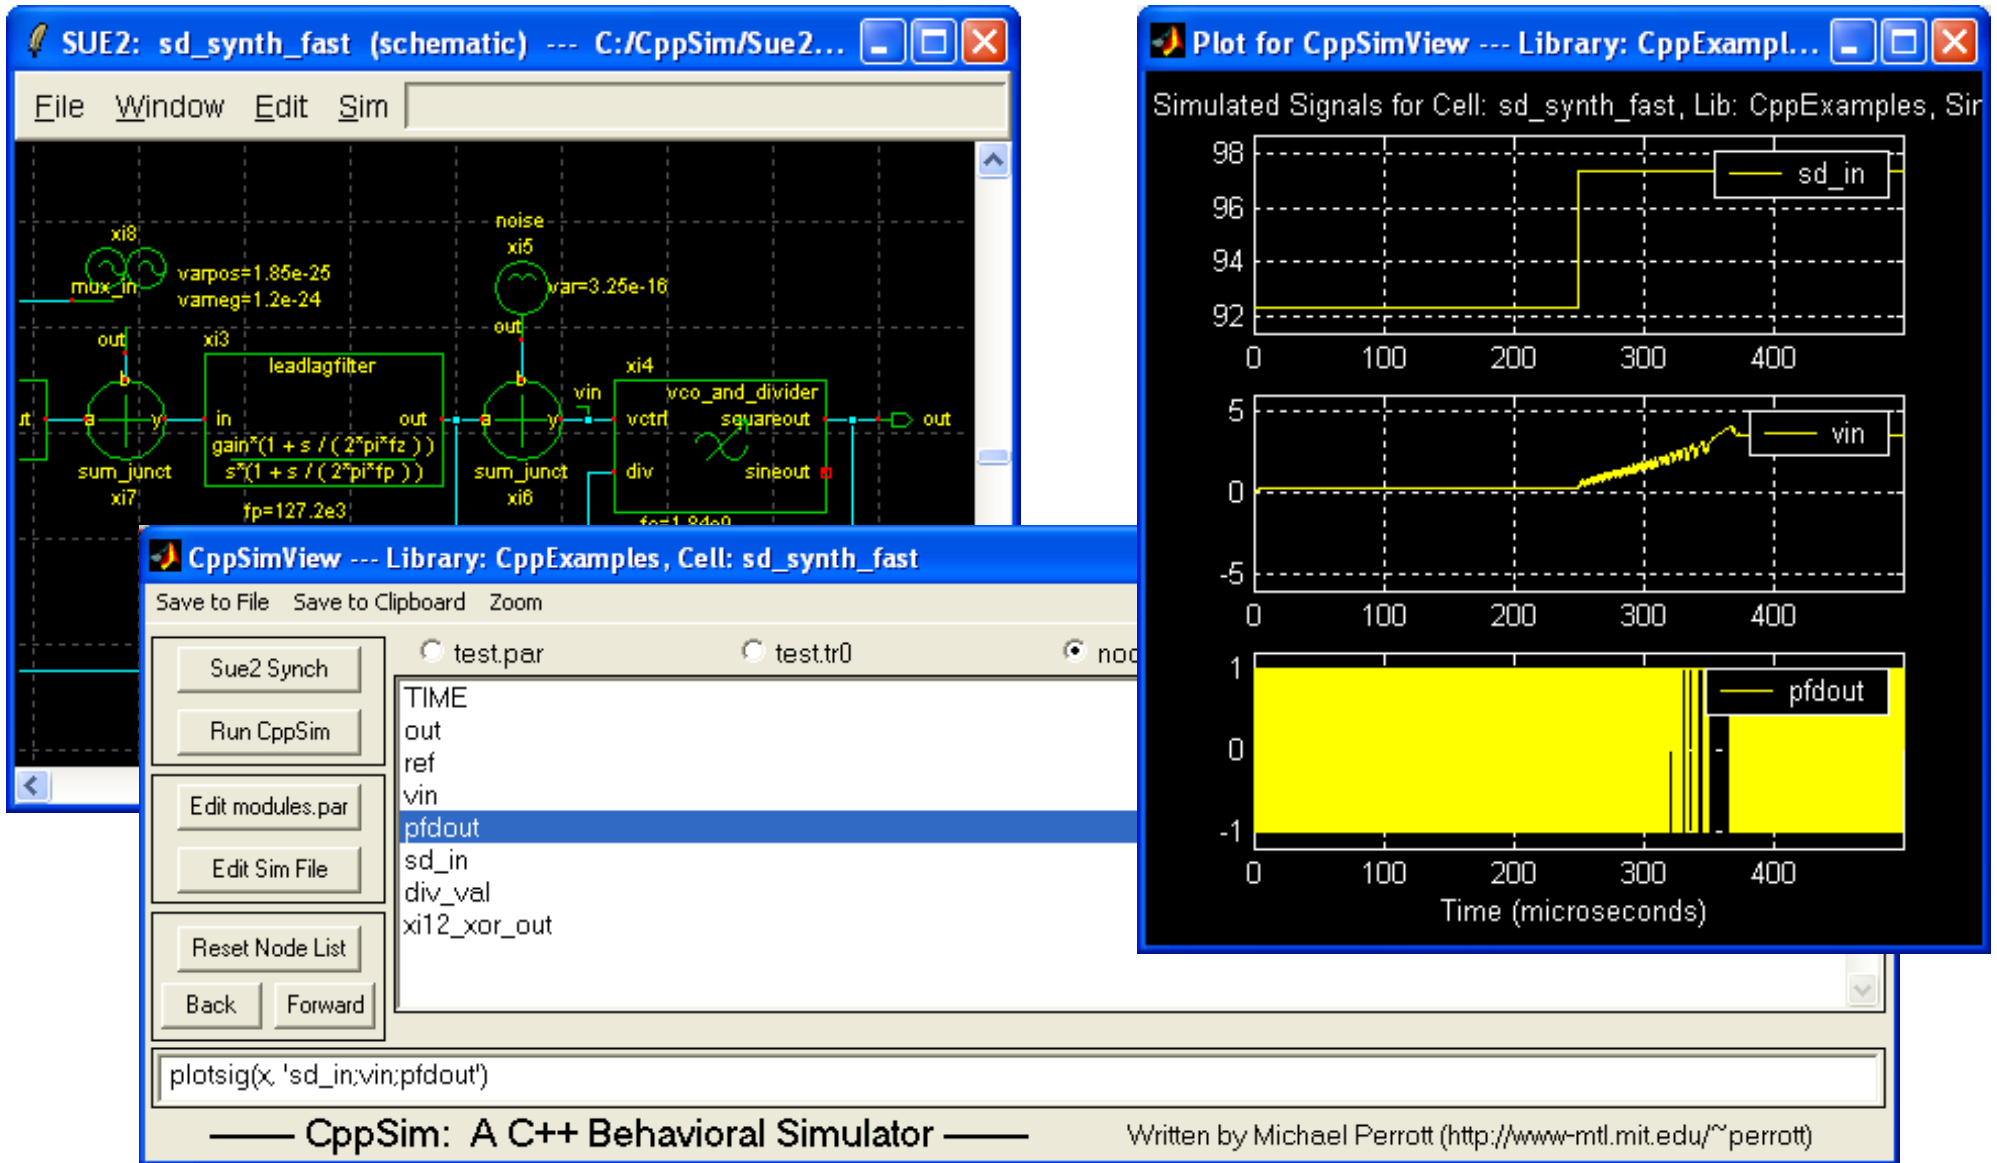 SUE2: sd_synth_fast (schematic) --- C:/CppSim/Sue2...
File Window Edit Sim
noise
xi8
xi5
varpos=1.85e-25
mux_in
varneg=1.2e-24
var=3.25e-16
out
out
xi3
leadlagfilter
xi4
b
b
vin
vco_and_divider
a
y
in
out
a
y
vctrl
squareout
out
gain*(1 + s / ( 2*pi*fz ) )
s*(1 + s / ( 2*pi*fp ) )
sum_junct
sum_junct
div
sineout
xi7
xi6
fp=127.2e3
fc=1.84e9
Plot for CppSimView --- Library: CppExampl...
Simulated Signals for Cell: sd_synth_fast, Lib: CppExamples, Sir
98
sd_in
96
94
92
0 100 200 300 400
5
vin
0
-5
0 100 200 300 400
1
pfdout
0
-1
0 100 200 300 400
Time (microseconds)
CppSimView --- Library: CppExamples, Cell: sd_synth_fast
Save to File Save to Clipboard Zoom
test.par test.tr0 noc
Sue2 Synch
Run CppSim
Edit modules.par
Edit Sim File
Reset Node List
Back Forward
TIME
out
ref
vin
pfdout
sd_in
div_val
xi12_xor_out
plotsig(x, 'sd_in;vin;pfdout')
CppSim: A C++ Behavioral Simulator
Written by Michael Perrott (http://www-mtl.mit.edu/~perrott)